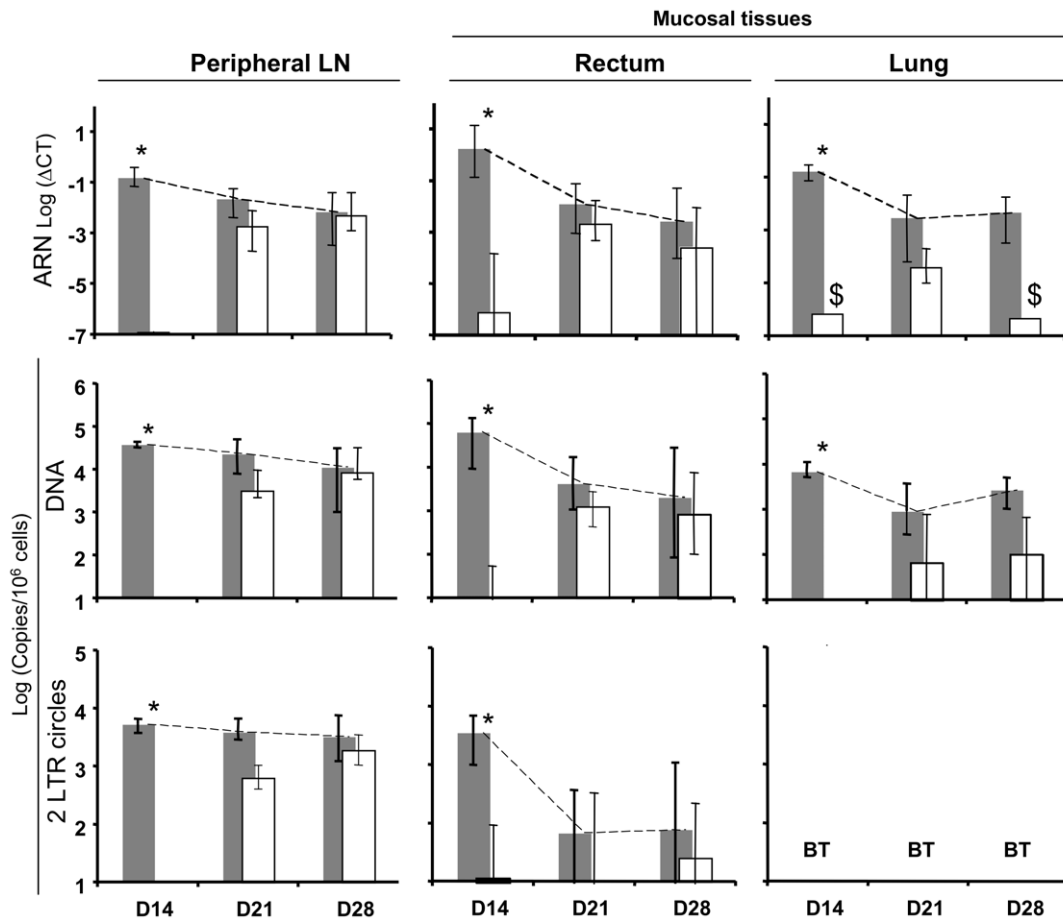 Mucosal tissues
Peripheral LN Rectum Lung
ARN Log (ΔCT)
1
-1
-3
-5
-7
* * *
$ $
Log (Copies/10⁶ cells)
DNA
6
5
4
3
2
1
* * *
2 LTR circles
5
4
3
2
1
* *
BT BT BT
D14 D21 D28 D14 D21 D28 D14 D21 D28